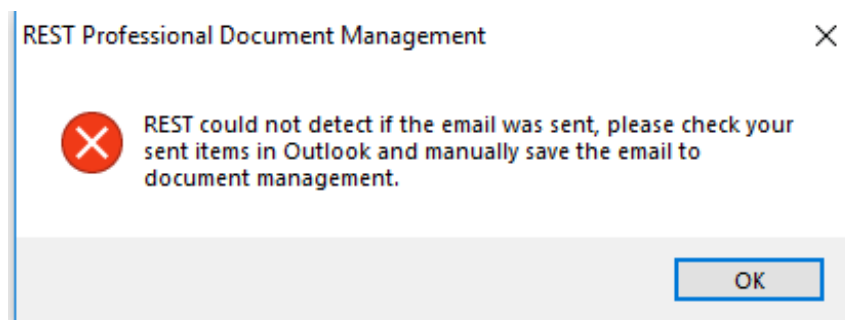 REST Professional Document Management
REST could not detect if the email was sent, please check your
sent items in Outlook and manually save the email to
document management.
OK